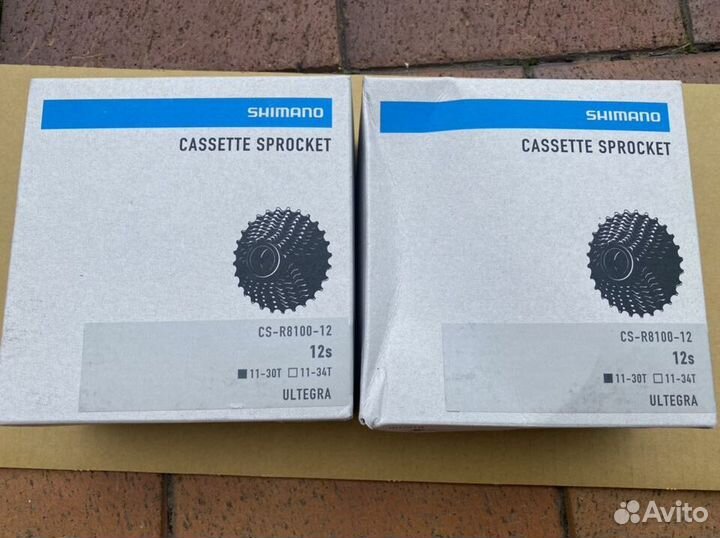 SHIMANO
CASSETTE SPROCKET
CS-R8100-12
12s
■ 11-30T □ 11-34T
ULTEGRA
SHIMANO
CASSETTE SPROCKET
CS-R8100-12
12s
■ 11-30T □ 11-34T
ULTEGRA
Avito